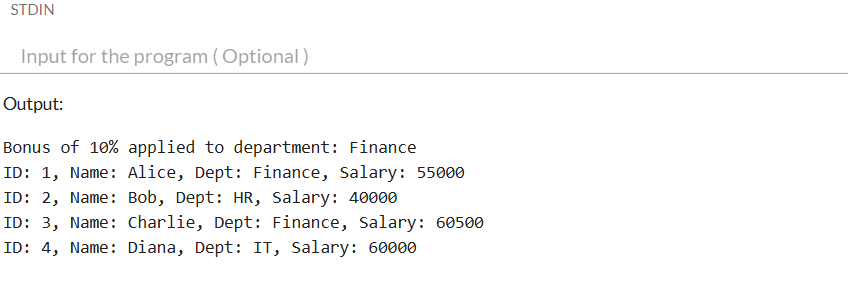 STDIN
Input for the program ( Optional )
Output:
Bonus of 10% applied to department: Finance
ID: 1, Name: Alice, Dept: Finance, Salary: 55000
ID: 2, Name: Bob, Dept: HR, Salary: 40000
ID: 3, Name: Charlie, Dept: Finance, Salary: 60500
ID: 4, Name: Diana, Dept: IT, Salary: 60000